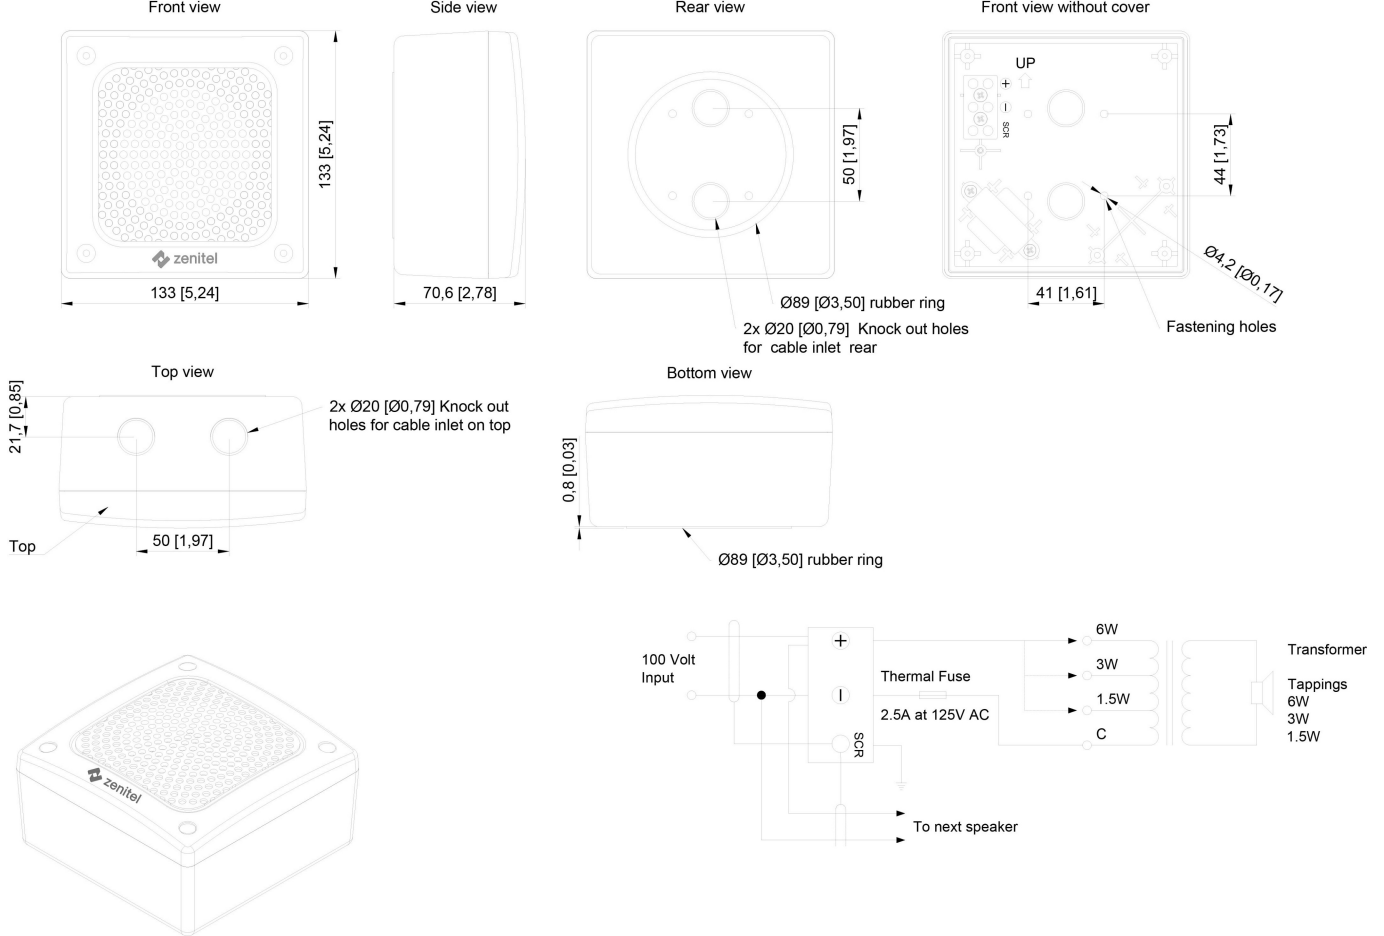 Front view
Side view
Rear view
Front view without cover
133 [5,24]
zenitel
133 [5,24]
70,6 [2,78]
50 [1,97]
Ø89 [Ø3,50] rubber ring
2x Ø20 [Ø0,79] Knock out holes
for cable inlet rear
UP
+
–
SCR
44 [1,73]
41 [1,61]
Ø4,2 [Ø0,17]
Fastening holes
Top view
21,7 [0,85]
2x Ø20 [Ø0,79] Knock out
holes for cable inlet on top
Top
50 [1,97]
Bottom view
0,8 [0,03]
Ø89 [Ø3,50] rubber ring
zenitel
100 Volt
Input
+
–
SCR
Thermal Fuse
2.5A at 125V AC
6W
3W
1.5W
C
Transformer
Tappings
6W
3W
1.5W
To next speaker